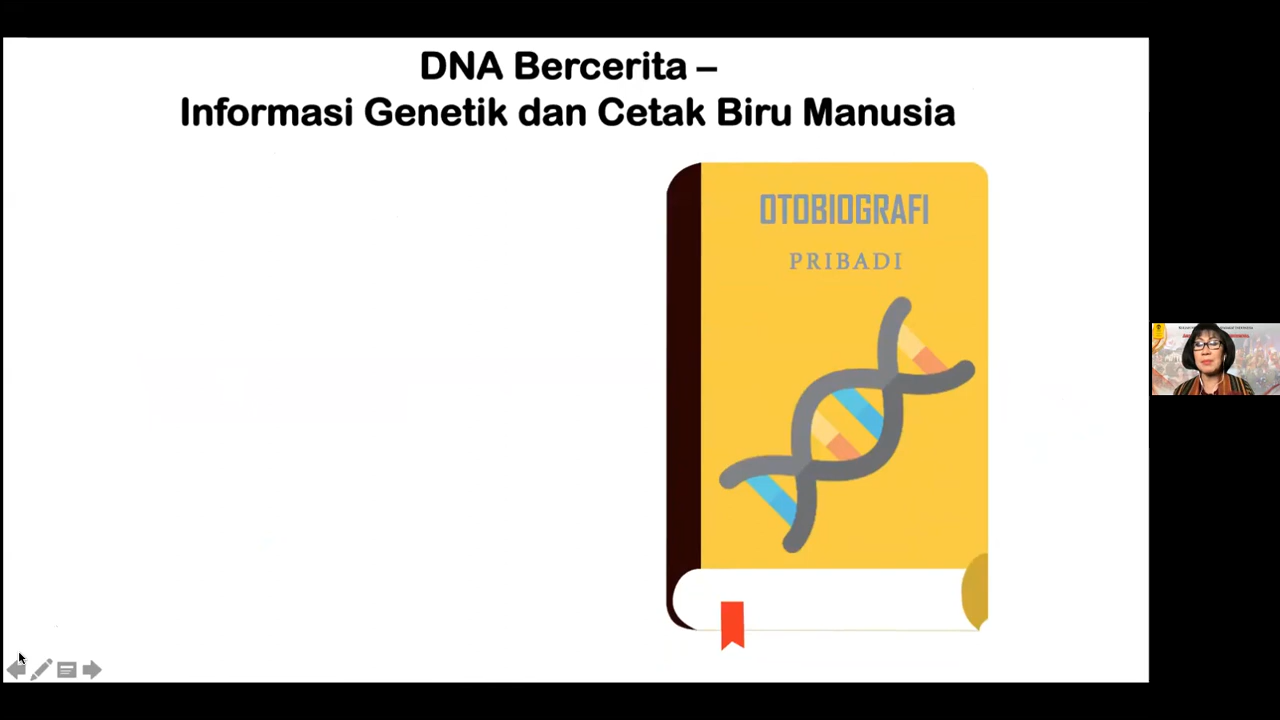 DNA Bercerita –
Informasi Genetik dan Cetak Biru Manusia
OTOBIOGRAFI
PRIBADI